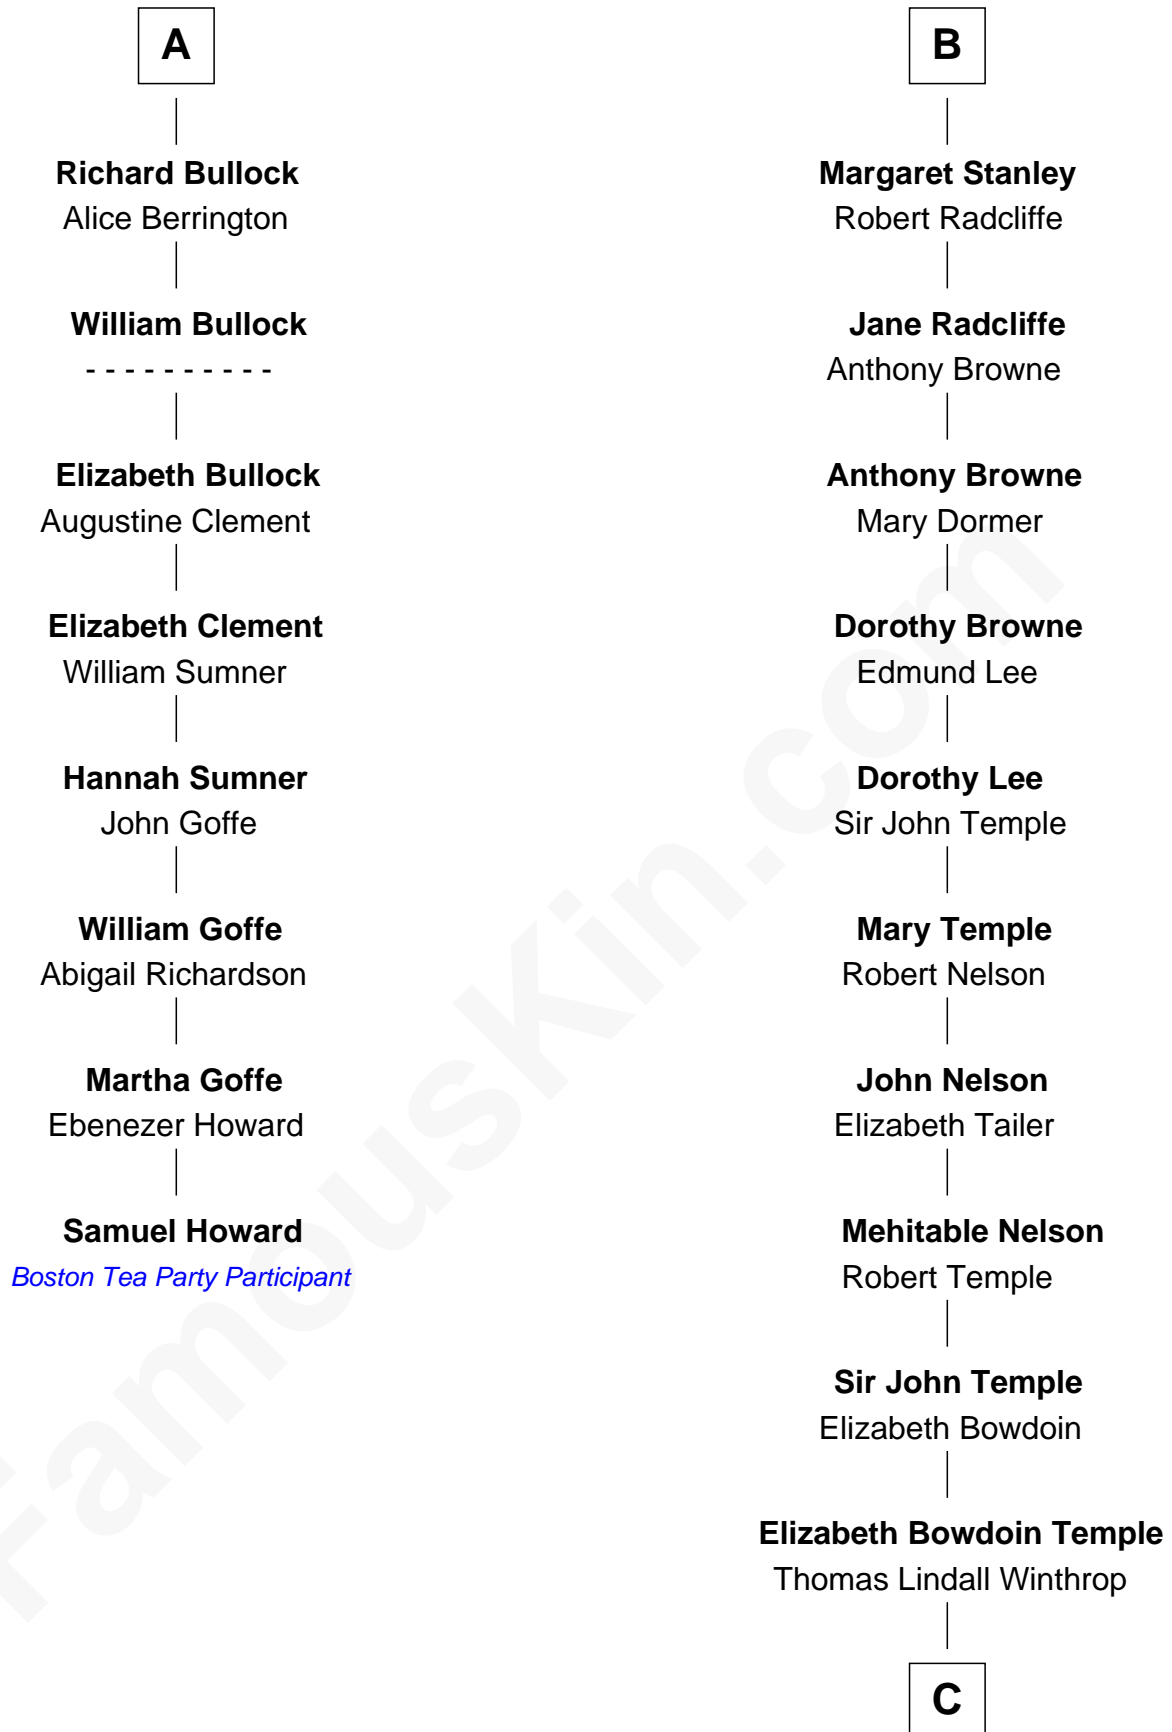 A
Richard Bullock
Alice Berrington
William Bullock
- - - - - - - - - -
Elizabeth Bullock
Augustine Clement
Elizabeth Clement
William Sumner
Hannah Sumner
John Goffe
William Goffe
Abigail Richardson
Martha Goffe
Ebenezer Howard
Samuel Howard
Boston Tea Party Participant
B
Margaret Stanley
Robert Radcliffe
Jane Radcliffe
Anthony Browne
Anthony Browne
Mary Dormer
Dorothy Browne
Edmund Lee
Dorothy Lee
Sir John Temple
Mary Temple
Robert Nelson
John Nelson
Elizabeth Tailer
Mehitable Nelson
Robert Temple
Sir John Temple
Elizabeth Bowdoin
Elizabeth Bowdoin Temple
Thomas Lindall Winthrop
C
FamousKin.com